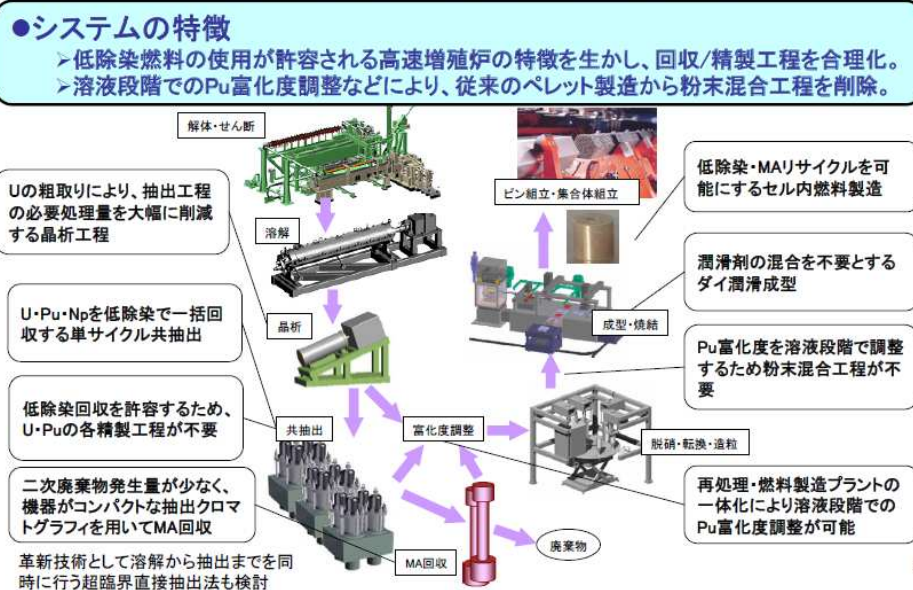 ●システムの特徴
➢低除染燃料の使用が許容される高速増殖炉の特徴を生かし、回収/精製工程を合理化。
➢溶液段階でのPu富化度調整などにより、従来のペレット製造から粉末混合工程を削除。
解体・せん断
Uの粗取りにより、抽出工程
の必要処理量を大幅に削減
する晶析工程
溶解
U・Pu・Npを低除染で一括回
収する単サイクル共抽出
晶析
低除染回収を許容するため、
U・Puの各精製工程が不要
共抽出
二次廃棄物発生量が少なく、
機器がコンパクトな抽出クロマ
トグラフィを用いてMA回収
MA回収
革新技術として溶解から抽出までを同
時に行う超臨界直接抽出法も検討
富化度調整
廃棄物
ピン組立・集合体組立
成型・焼結
脱硝・転換・造粒
低除染・MAリサイクルを可
能にするセル内燃料製造
潤滑剤の混合を不要とする
ダイ潤滑成型
Pu富化度を溶液段階で調整
するため粉末混合工程が不
要
再処理・燃料製造プラントの
一体化により溶液段階での
Pu富化度調整が可能